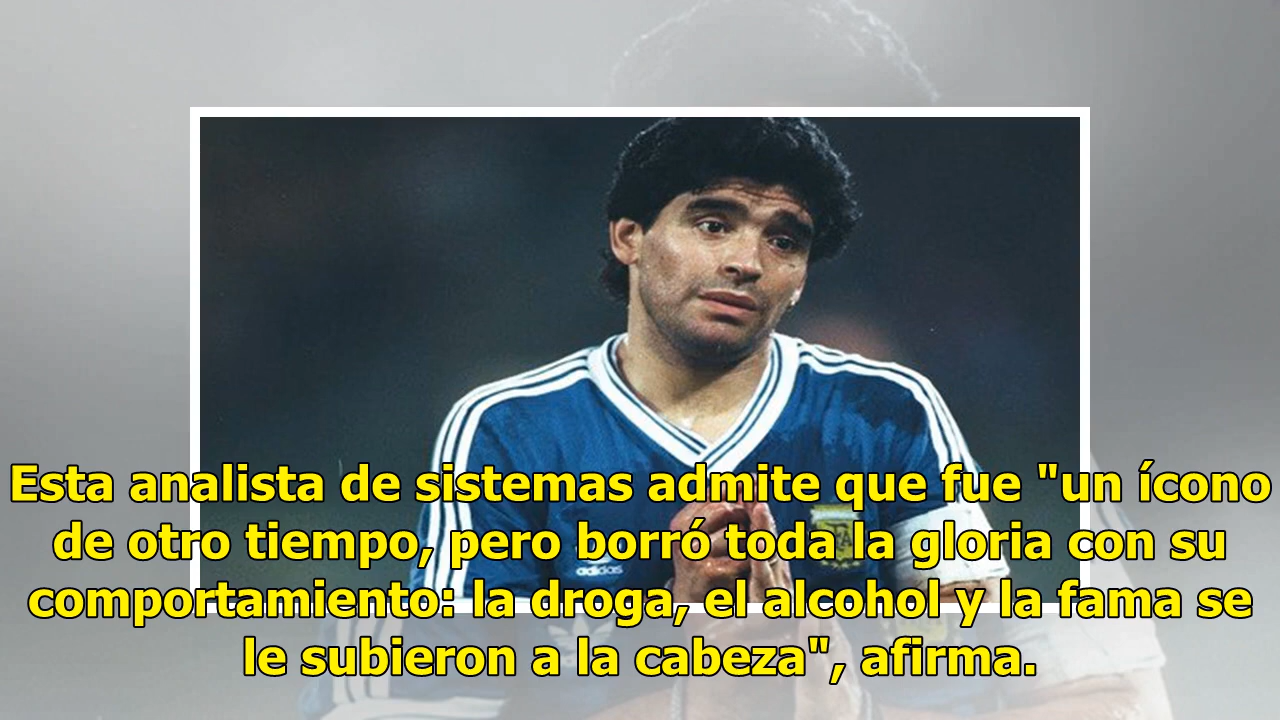 Esta analista de sistemas admite que fue "un ícono
de otro tiempo, pero borró toda la gloria con su
comportamiento: la droga, el alcohol y la fama se
le subieron a la cabeza", afirma.
adidas